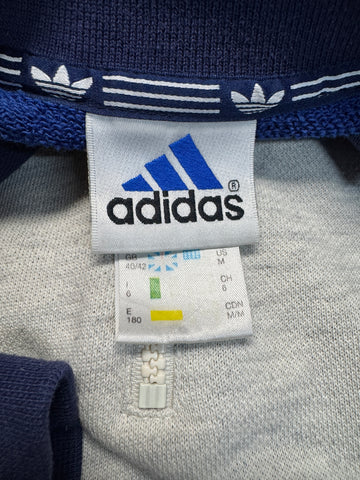 adidas
®
GB
40/42
US
M
I
6
CH
6
E
180
CDN
M/M